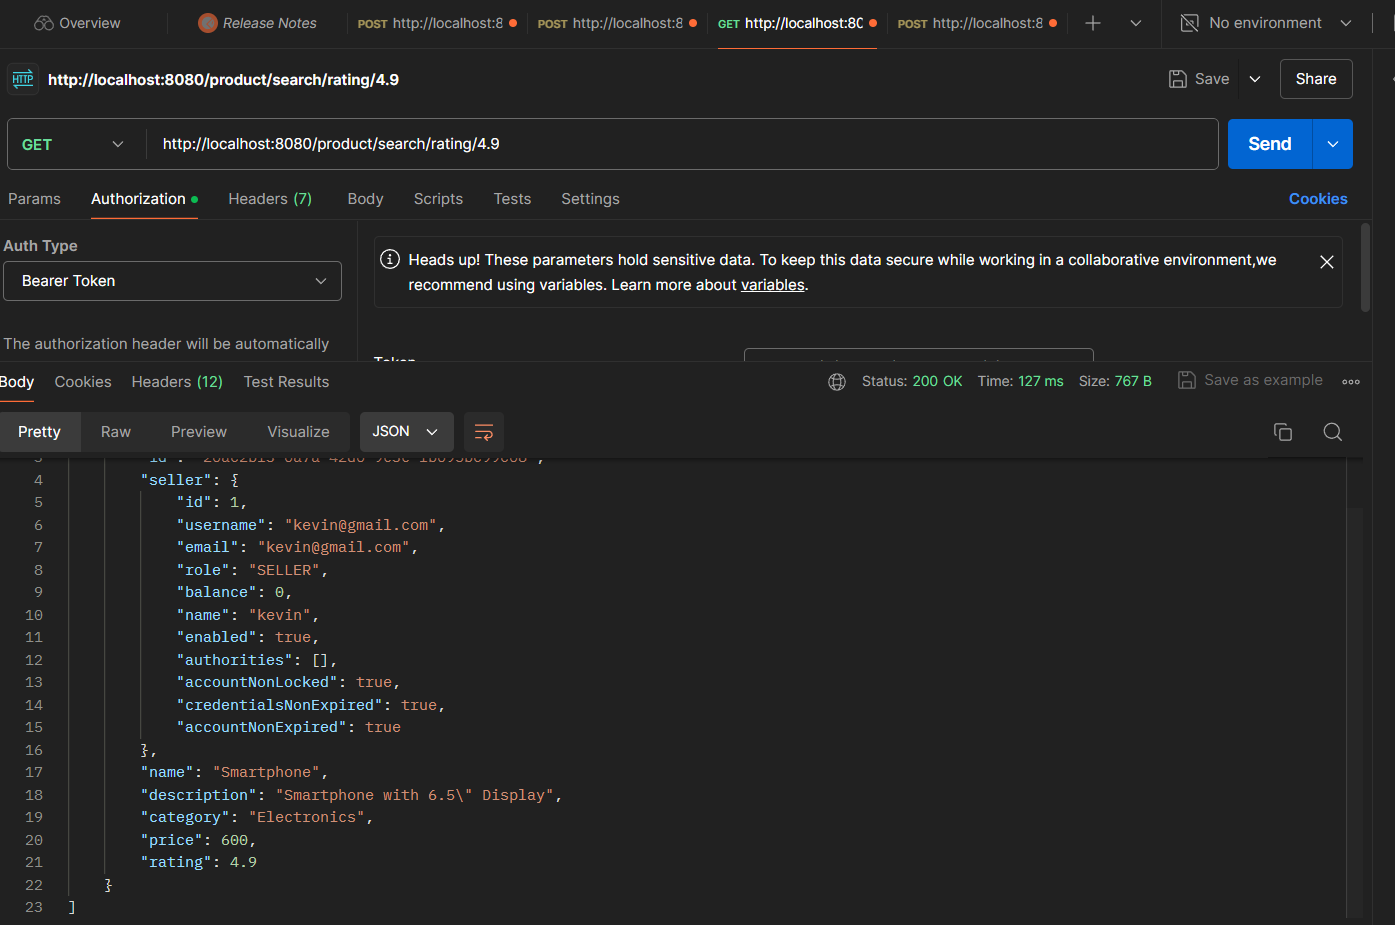 Overview Release Notes POST http://localhost:8 POST http://localhost:8 GET http://localhost:80 POST http://localhost:8 No environment
HTTP http://localhost:8080/product/search/rating/4.9 Save Share
GET http://localhost:8080/product/search/rating/4.9 Send
Params Authorization Headers (7) Body Scripts Tests Settings Cookies
Auth Type
Bearer Token
Heads up! These parameters hold sensitive data. To keep this data secure while working in a collaborative environment,we
recommend using variables. Learn more about variables.
The authorization header will be automatically
Token
Body Cookies Headers (12) Test Results Status: 200 OK Time: 127 ms Size: 767 B Save as example
Pretty Raw Preview Visualize JSON
4 "seller": {
5 "id": 1,
6 "username": "kevin@gmail.com",
7 "email": "kevin@gmail.com",
8 "role": "SELLER",
9 "balance": 0,
10 "name": "kevin",
11 "enabled": true,
12 "authorities": [],
13 "accountNonLocked": true,
14 "credentialsNonExpired": true,
15 "accountNonExpired": true
16 },
17 "name": "Smartphone",
18 "description": "Smartphone with 6.5\" Display",
19 "category": "Electronics",
20 "price": 600,
21 "rating": 4.9
22 }
23 ]